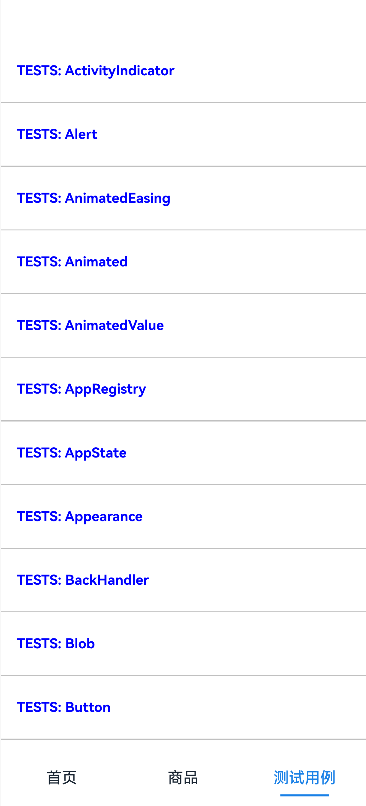 TESTS: ActivityIndicator
TESTS: Alert
TESTS: AnimatedEasing
TESTS: Animated
TESTS: AnimatedValue
TESTS: AppRegistry
TESTS: AppState
TESTS: Appearance
TESTS: BackHandler
TESTS: Blob
TESTS: Button
首页 商品 测试用例